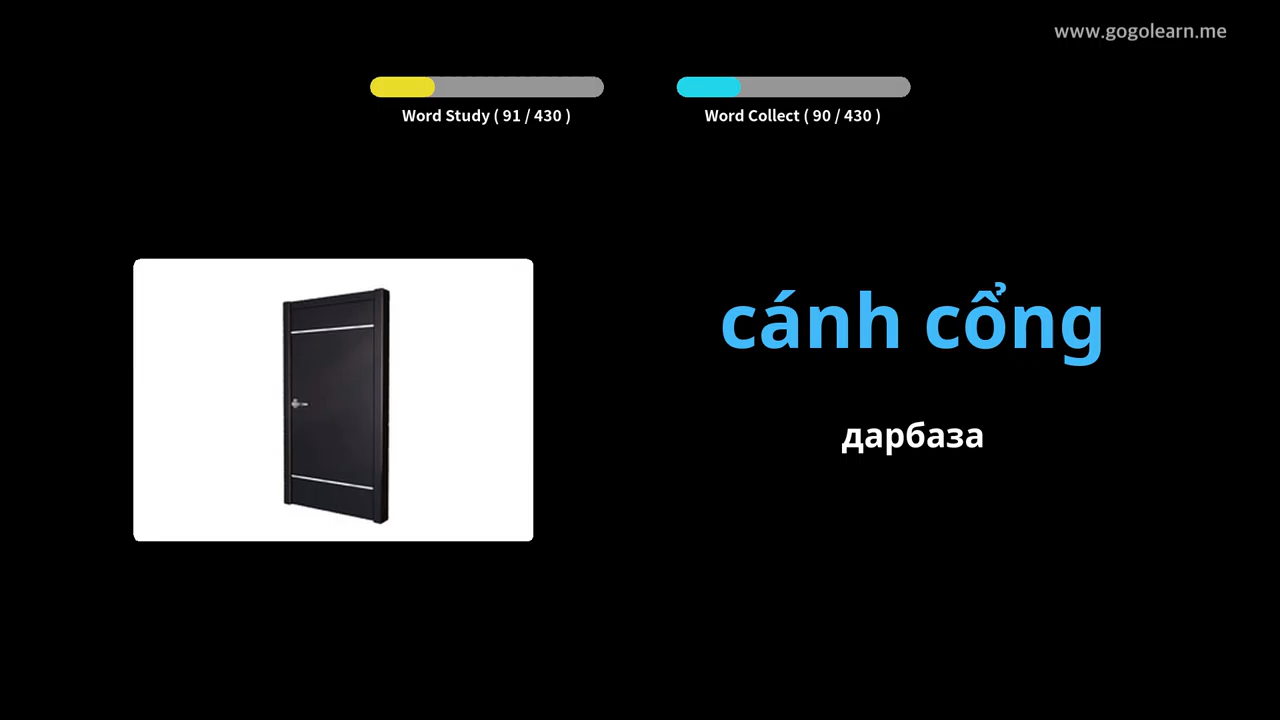 www.gogolearn.me
Word Study ( 91 / 430 )
Word Collect ( 90 / 430 )
cánh cổng
дарбаза